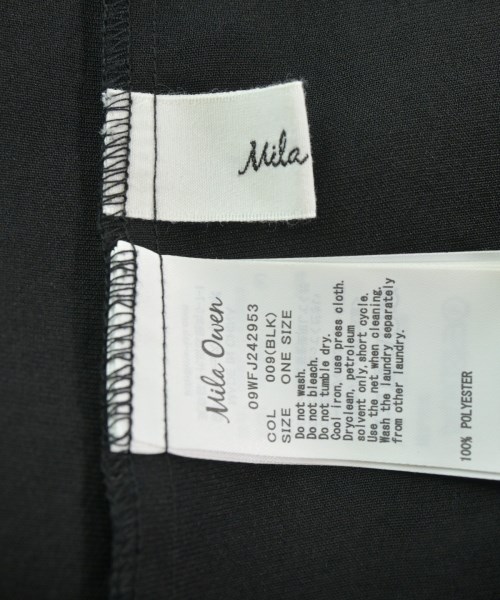 Mila
Mila Owen
09WFJ242953
COL 009(BLK)
SIZE ONE SIZE
Do not wash.
Do not bleach.
Do not tumble dry.
Cool iron, use press cloth.
Dryclean, petroleum
solvent only, short cycle.
Use the net when cleaning.
Wash the laundry separately
from other laundry.
100% POLYESTER